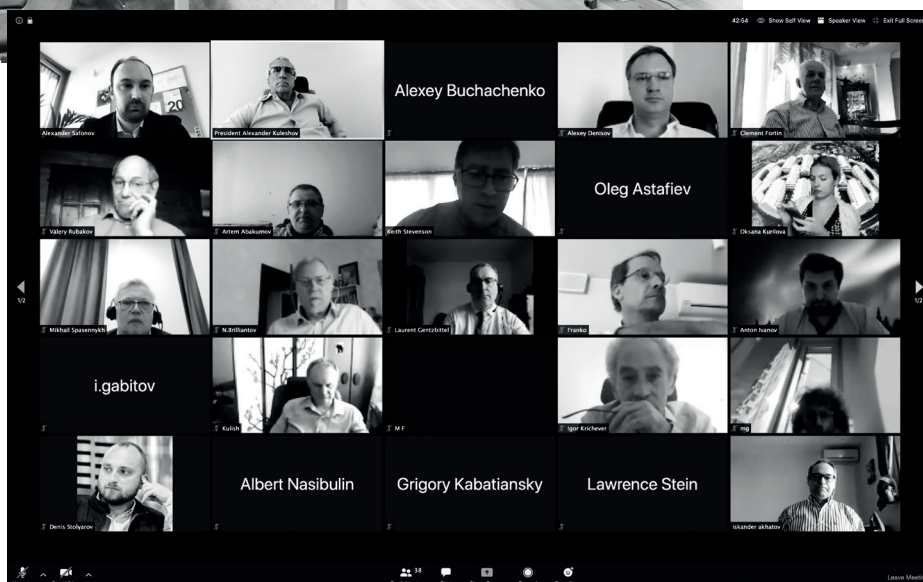 42:54 Show Self View Speaker View Exit Full Screen
20
Alexander Safonov
President Alexander Kuleshov
Alexey Buchachenko
Alexey Denisov
Clement Fortin
Valery Rubakov
Artem Abakumov
Keith Stevenson
Oleg Astafiev
Oksana Kurilova
1/2
1/2
Mikhail Spasennykh
N.Brilliantov
Laurent Gentzbittel
Franko
Anton Ivanov
i.gabitov
Kulish
M F
Igor Krichever
mg
Denis Stolyarov
Albert Nasibulin
Grigory Kabatiansky
Lawrence Stein
iskander akhatov
38